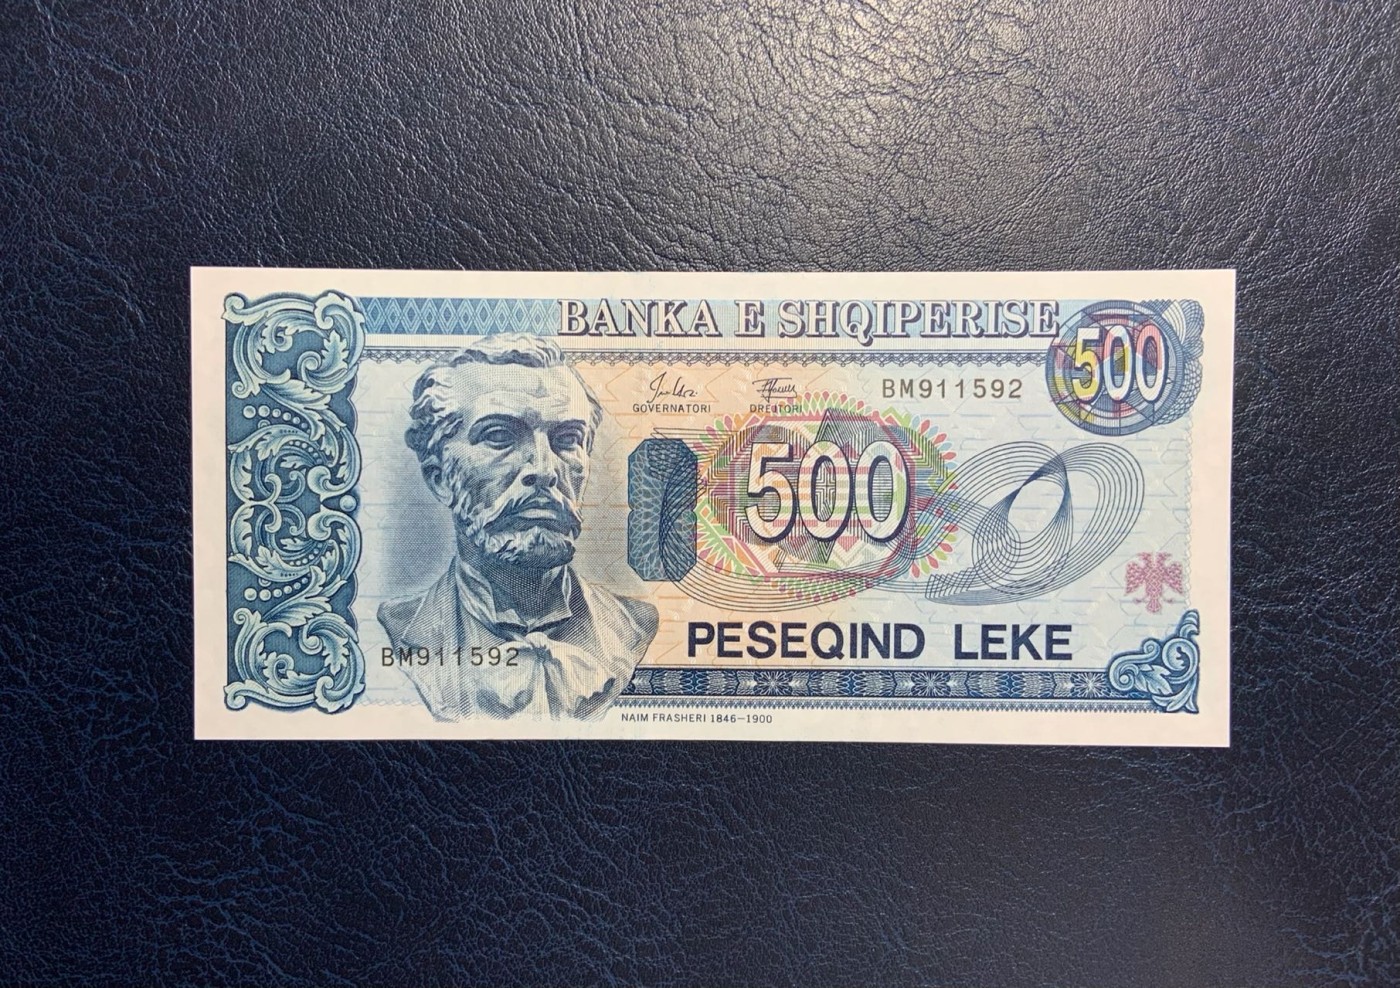 BANKA E SHQIPERISE
500
GOVERNATORI
DREJTORI
BM911592
500
PESEQIND LEKE
BM911592
NAIM FRASHERI 1846–1900